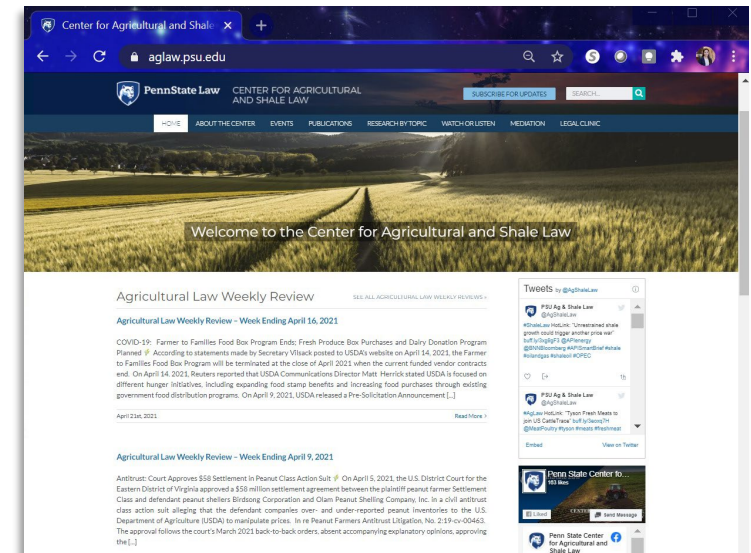 Center for Agricultural and Shale
aglaw.psu.edu
PennState Law
CENTER FOR AGRICULTURAL
AND SHALE LAW
SUBSCRIBE FOR UPDATES
SEARCH...
HOME ABOUT THE CENTER EVENTS PUBLICATIONS RESEARCH BY TOPIC WATCH OR LISTEN MEDIATION LEGAL CLINIC
Welcome to the Center for Agricultural and Shale Law
Agricultural Law Weekly Review
SEE ALL AGRICULTURAL LAW WEEKLY REVIEWS »
Agricultural Law Weekly Review – Week Ending April 16, 2021
COVID-19: Farmer to Families Food Box Program Ends; Fresh Produce Box Purchases and Dairy Donation Program
Planned ⚡ According to statements made by Secretary Vilsack posted to USDA's website on April 14, 2021, the Farmer
to Families Food Box Program will be terminated at the close of April 2021 when the current funded vendor contracts
end. On April 14, 2021, Reuters reported that USDA Communications Director Matt Herrick stated USDA is focused on
different hunger initiatives, including expanding food stamp benefits and increasing food purchases through existing
government food distribution programs. On April 9, 2021, USDA released a Pre-Solicitation Announcement [...]
April 21st, 2021
Read More ›
Agricultural Law Weekly Review – Week Ending April 9, 2021
Antitrust: Court Approves $58 Settlement in Peanut Class Action Suit ⚡ On April 5, 2021, the U.S. District Court for the
Eastern District of Virginia approved a $58 million settlement agreement between the plaintiff peanut farmer Settlement
Class and defendant peanut shellers Birdsong Corporation and Olam Peanut Shelling Company, Inc. in a civil antitrust
class action suit alleging that the defendant companies over- and under-reported peanut inventories to the U.S.
Department of Agriculture (USDA) to manipulate prices. In re Peanut Farmers Antitrust Litigation, No. 2:19-cv-00463.
The approval follows the court's March 2021 back-to-back orders, absent accompanying explanatory opinions, approving
the [...]
Tweets by @AgShaleLaw
PSU Ag & Shale Law
@AgShaleLaw
#ShaleLaw HotLink: "Unrestrained shale
growth could trigger another price war"
@APIenergy
@BNNBloomberg #APISmartBrief #shale
#oilandgas #shaleoil #OPEC
1h
PSU Ag & Shale Law
@AgShaleLaw
#AgLaw HotLink: "Tyson Fresh Meats to
join US CattleTrace"
@MeatPoultry #tyson #meats #freshmeat
Embed
View on Twitter
Penn State Center fo...
163 likes
Liked
Send Message
Penn State Center
for Agricultural and
Shale Law